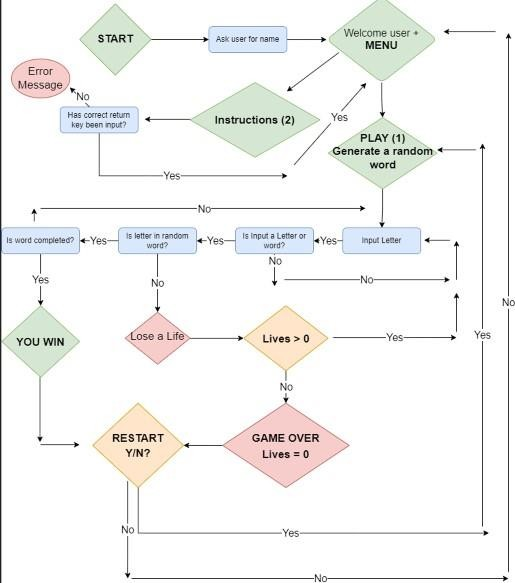 START
Ask user for name
Welcome user +
MENU
Error
Message
No
Has correct return
key been input?
Instructions (2)
Yes
PLAY (1)
Generate a random
word
Yes
No
Is word completed?
Yes
Is letter in random
word?
Yes
Is Input a Letter or
word?
Yes
Input Letter
No
Yes
No
No
No
YOU WIN
Lose a Life
Lives > 0
Yes
Yes
No
RESTART
Y/N?
GAME OVER
Lives = 0
No
Yes
No